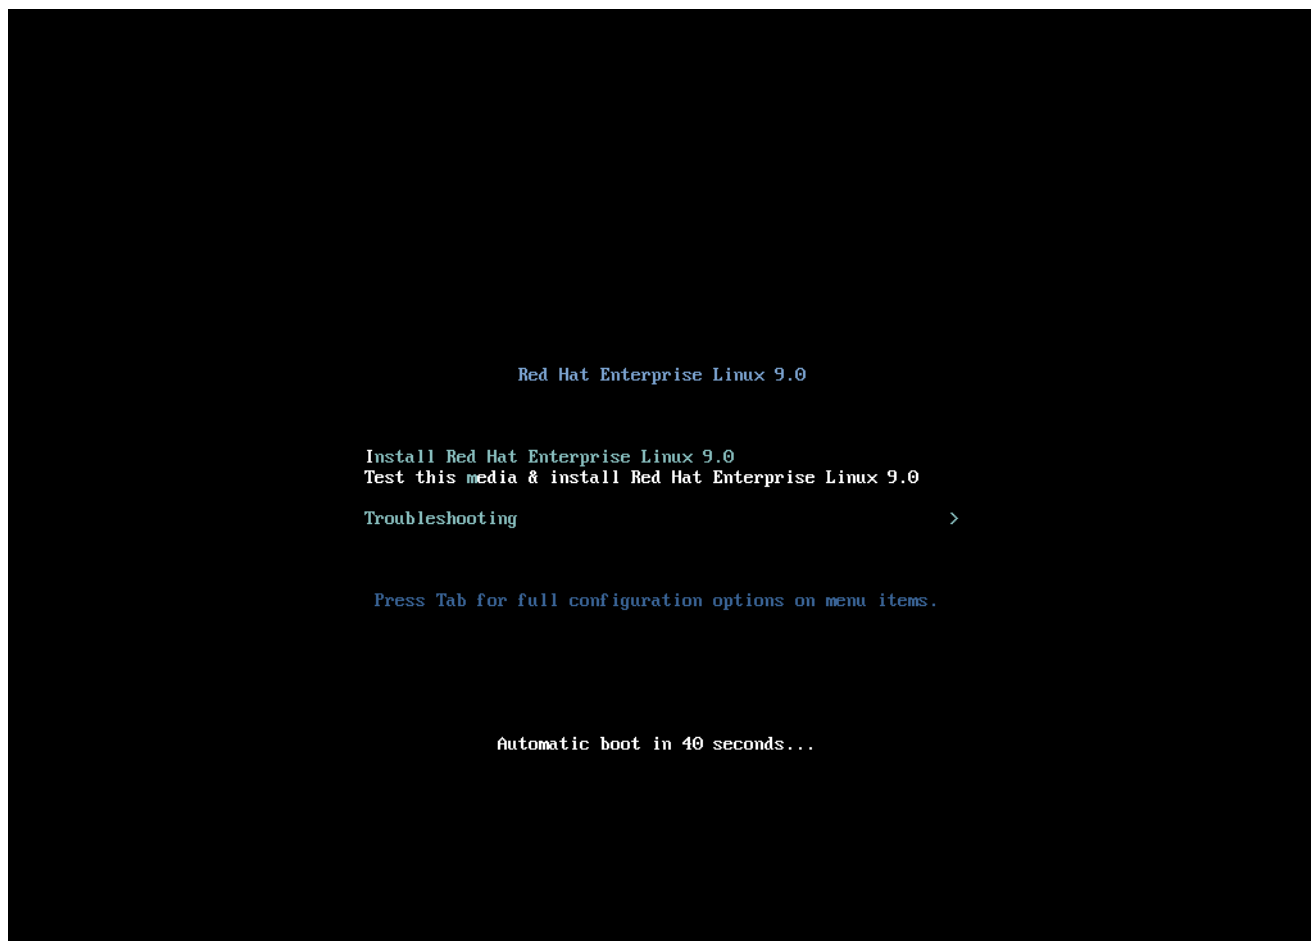 Red Hat Enterprise Linux 9.0
Install Red Hat Enterprise Linux 9.0
Test this media & install Red Hat Enterprise Linux 9.0
Troubleshooting >
Press Tab for full configuration options on menu items.
Automatic boot in 40 seconds...